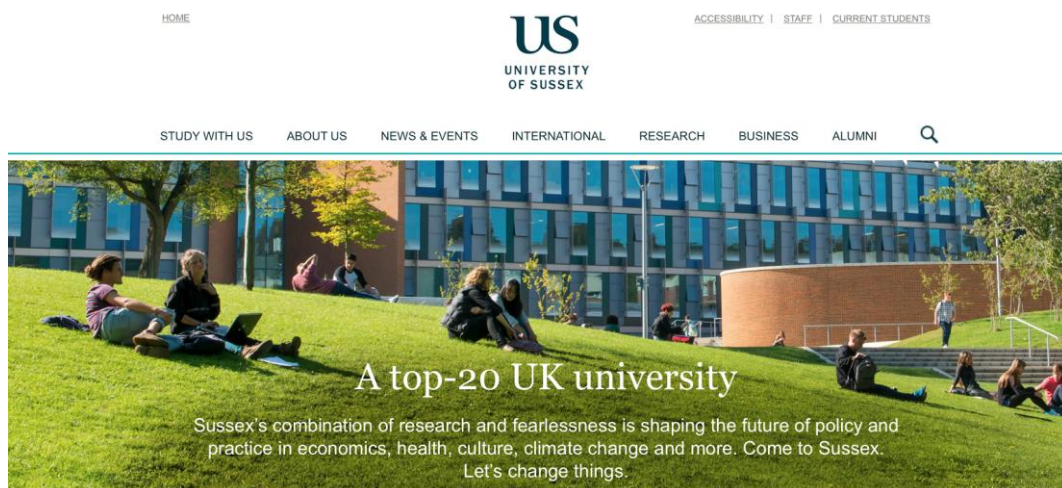 HOME
ACCESSIBILITY | STAFF | CURRENT STUDENTS
US
UNIVERSITY
OF SUSSEX
STUDY WITH US ABOUT US NEWS & EVENTS INTERNATIONAL RESEARCH BUSINESS ALUMNI
A top-20 UK university
Sussex's combination of research and fearlessness is shaping the future of policy and
practice in economics, health, culture, climate change and more. Come to Sussex.
Let's change things.